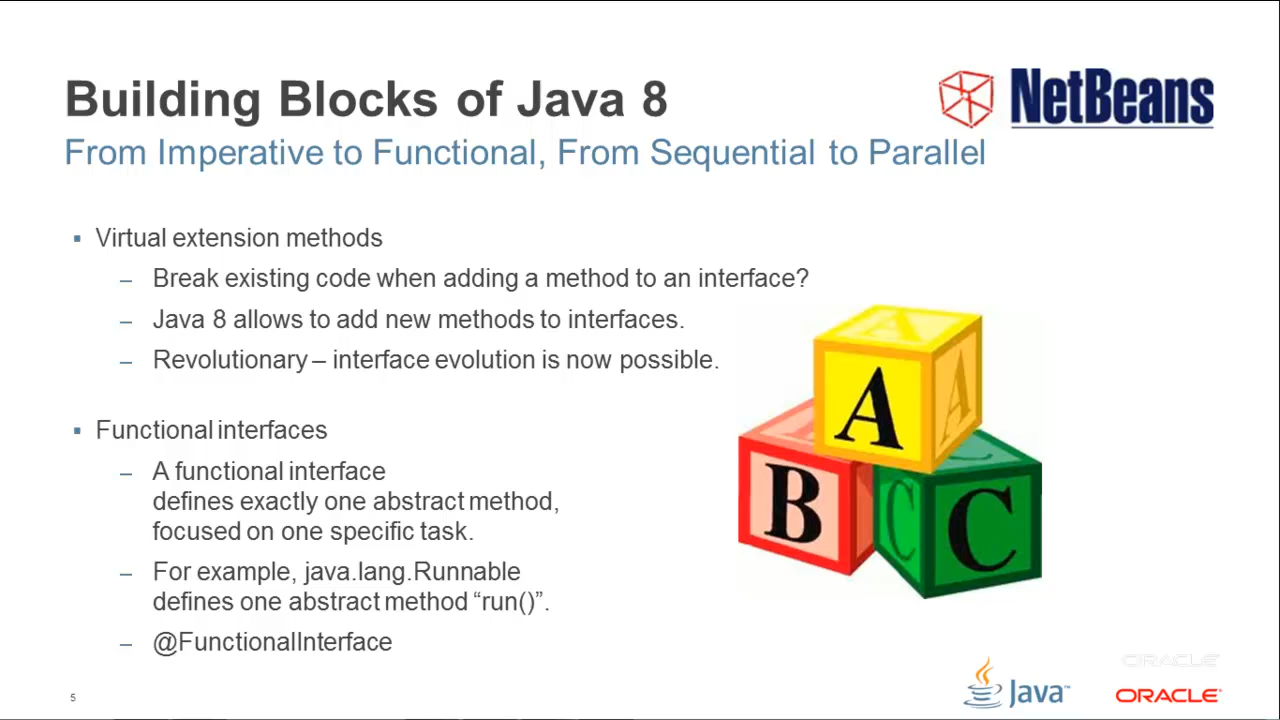 Building Blocks of Java 8
NetBeans
From Imperative to Functional, From Sequential to Parallel
▪ Virtual extension methods
– Break existing code when adding a method to an interface?
– Java 8 allows to add new methods to interfaces.
– Revolutionary – interface evolution is now possible.
▪ Functional interfaces
– A functional interface
defines exactly one abstract method,
focused on one specific task.
– For example, java.lang.Runnable
defines one abstract method “run()”.
– @FunctionalInterface
A A
B C C
5
Java™
ORACLE
ORACLE